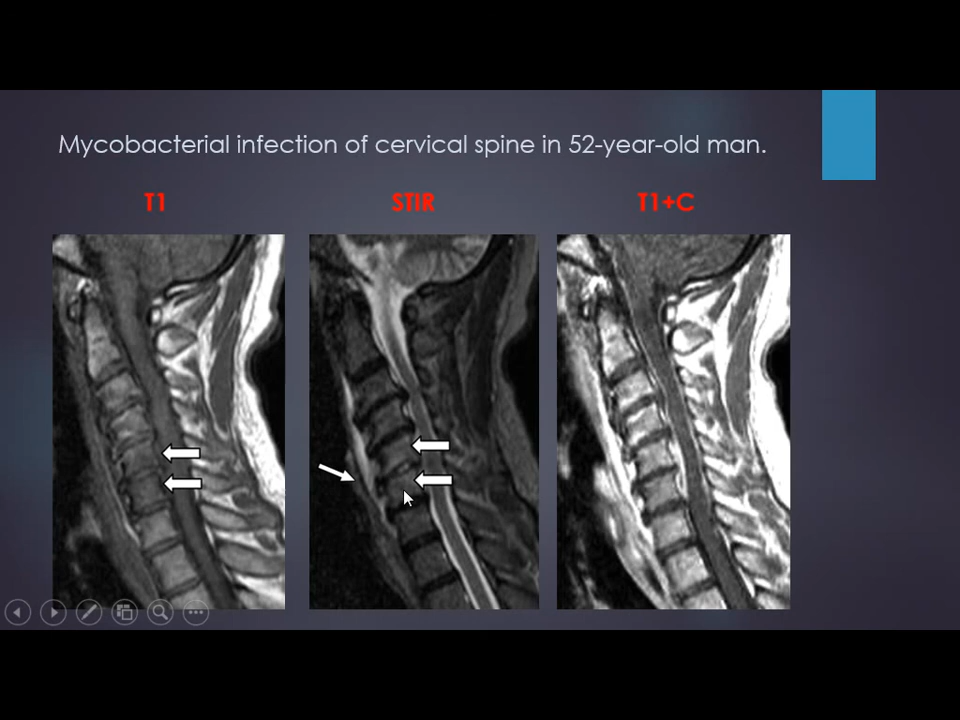 Mycobacterial infection of cervical spine in 52-year-old man.
T1
STIR
T1+C